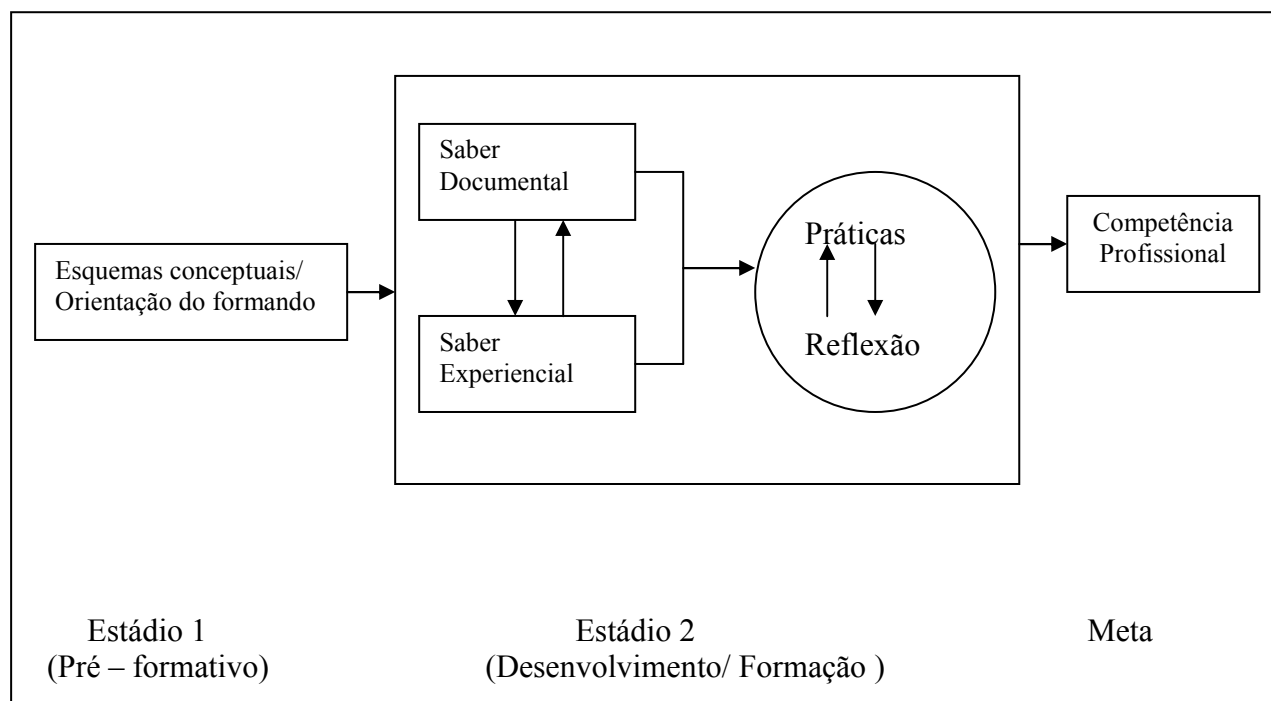 Saber
Documental
Esquemas conceptuais/
Orientação do formando
Saber
Experiencial
Práticas
Reflexão
Competência
Profissional
Estádio 1
(Pré – formativo)
Estádio 2
(Desenvolvimento/ Formação )
Meta